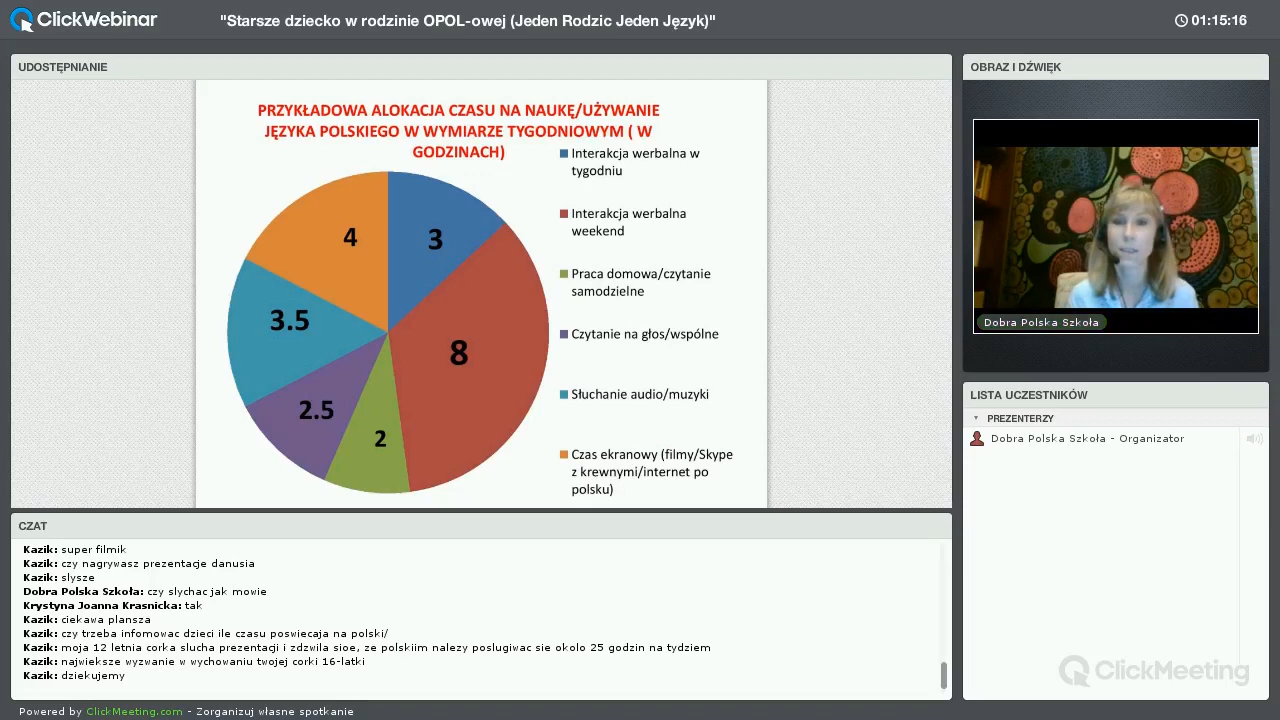 ClickWebinar
"Starsze dziecko w rodzinie OPOL-owej (Jeden Rodzic Jeden Język)"
01:15:16
UDOSTĘPNIANIE
PRZYKŁADOWA ALOKACJA CZASU NA NAUKĘ/UŻYWANIE
JĘZYKA POLSKIEGO W WYMIARZE TYGODNIOWYM ( W
GODZINACH)
Interakcja werbalna w
tygodniu
Interakcja werbalna
weekend
Praca domowa/czytanie
samodzielne
Czytanie na głos/wspólne
Słuchanie audio/muzyki
Czas ekranowy (filmy/Skype
z krewnymi/internet po
polsku)
4
3
3.5
8
2.5
2
OBRAZ I DŹWIĘK
Dobra Polska Szkoła
LISTA UCZESTNIKÓW
PREZENTERZY
Dobra Polska Szkoła - Organizator
CZAT
Kazik: super filmik
Kazik: czy nagrywasz prezentacje danusia
Kazik: slysze
Dobra Polska Szkoła: czy slychac jak mowie
Krystyna Joanna Krasnicka: tak
Kazik: ciekawa plansza
Kazik: czy trzeba infomowac dzieci ile czasu poswiecaja na polski/
Kazik: moja 12 letnia corka slucha prezentacji i zdzwila sioe, ze polskiim nalezy poslugiwac sie okolo 25 godzin na tydziem
Kazik: najwieksze wyzwanie w wychowaniu twojej corki 16-latki
Kazik: dziekujemy
ClickMeeting
Powered by ClickMeeting.com - Zorganizuj własne spotkanie